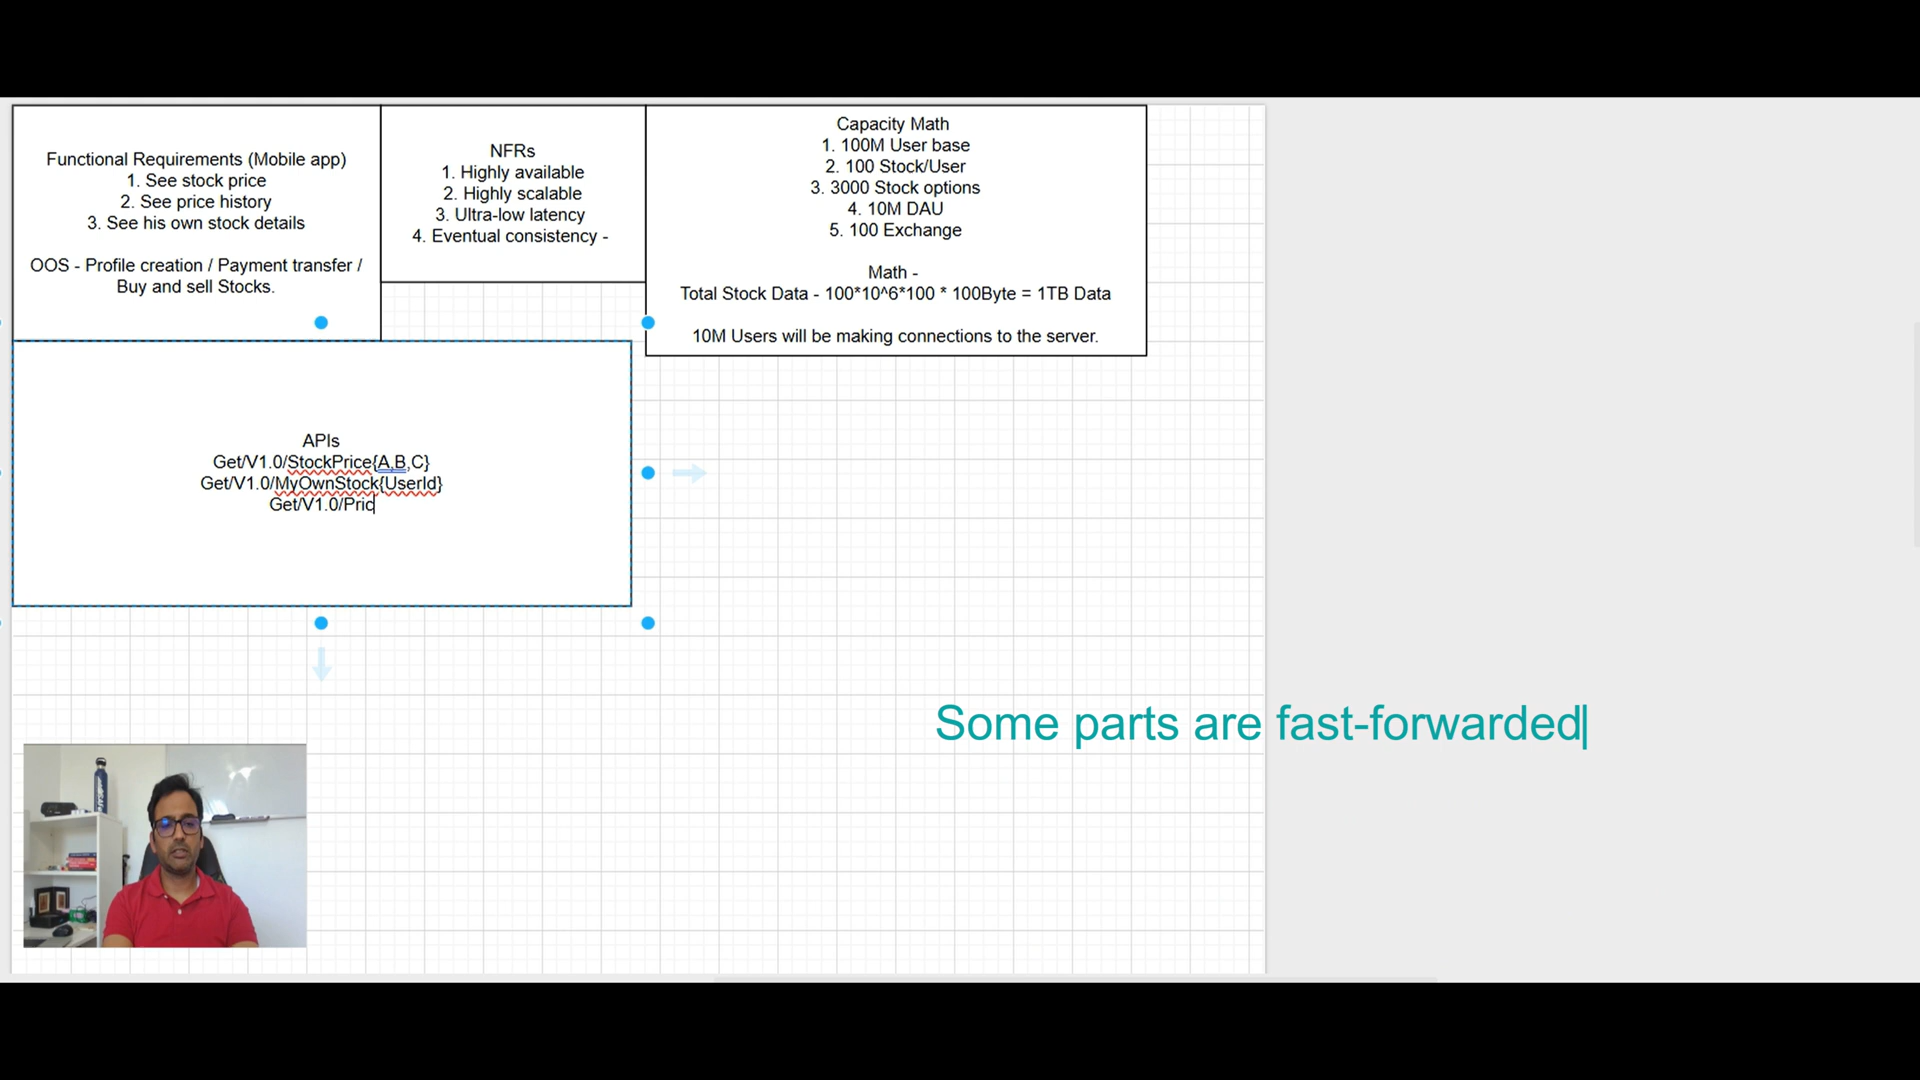 Functional Requirements (Mobile app)
1. See stock price
2. See price history
3. See his own stock details
OOS - Profile creation / Payment transfer /
Buy and sell Stocks.
NFRs
1. Highly available
2. Highly scalable
3. Ultra-low latency
4. Eventual consistency -
Capacity Math
1. 100M User base
2. 100 Stock/User
3. 3000 Stock options
4. 10M DAU
5. 100 Exchange
Math -
Total Stock Data - 100*10^6*100 * 100Byte = 1TB Data
10M Users will be making connections to the server.
APIs
Get/V1.0/StockPrice{A,B,C}
Get/V1.0/MyOwnStock{UserId}
Get/V1.0/Pric
Some parts are fast-forwarded